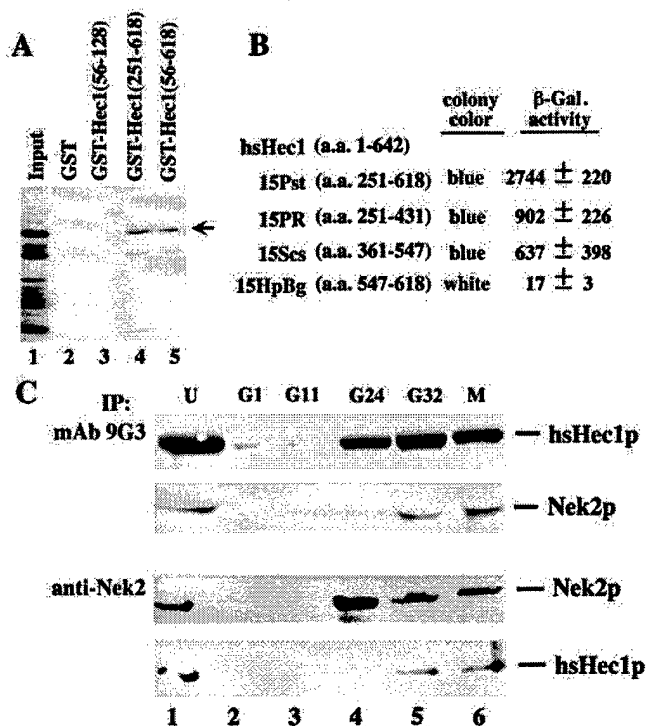 A
Input
GST
GST-Hec1(56-128)
GST-Hec1(251-618)
GST-Hec1(56-618)
1 2 3 4 5
B
colony color
β-Gal. activity
hsHec1 (a.a. 1-642)
15Pst (a.a. 251-618) blue 2744 ± 220
15PR (a.a. 251-431) blue 902 ± 226
15Scs (a.a. 361-547) blue 637 ± 398
15HpBg (a.a. 547-618) white 17 ± 3
C
IP: U G1 G11 G24 G32 M
mAb 9G3 hsHec1p
Nek2p
anti-Nek2 Nek2p
hsHec1p
1 2 3 4 5 6